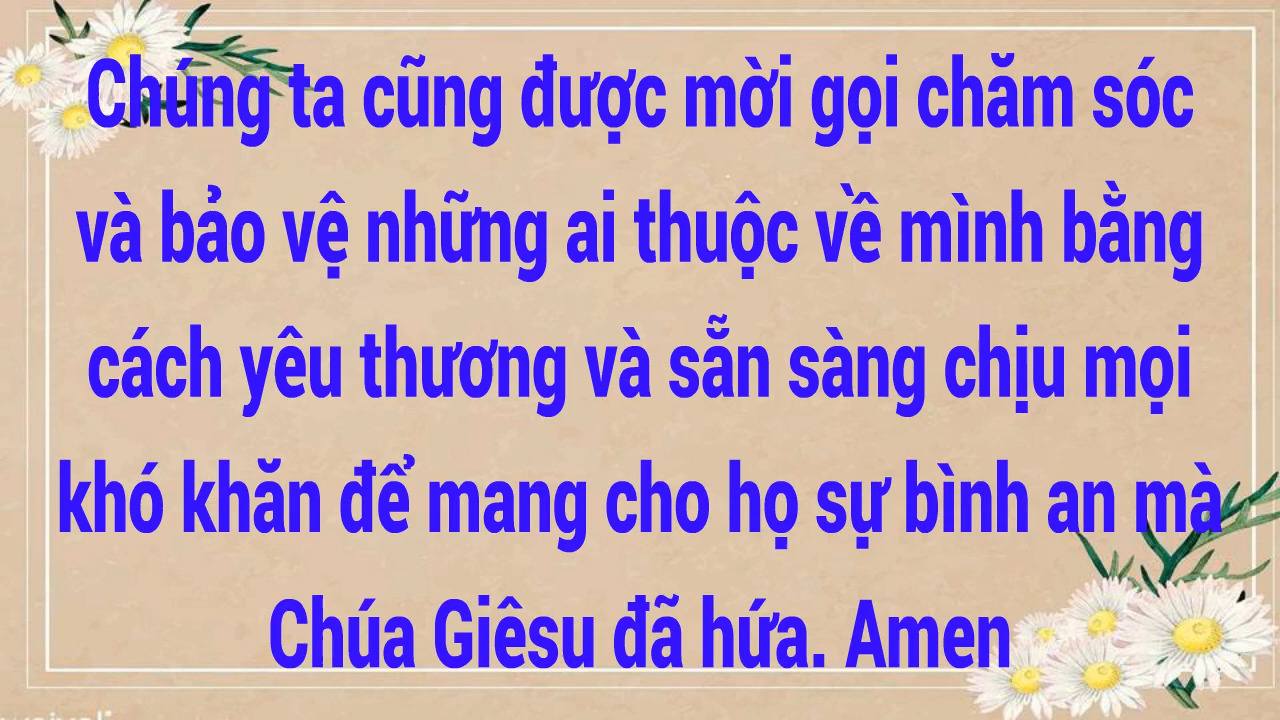 Chúng ta cũng được mời gọi chăm sóc
và bảo vệ những ai thuộc về mình bằng
cách yêu thương và sẵn sàng chịu mọi
khó khăn để mang cho họ sự bình an mà
Chúa Giêsu đã hứa. Amen